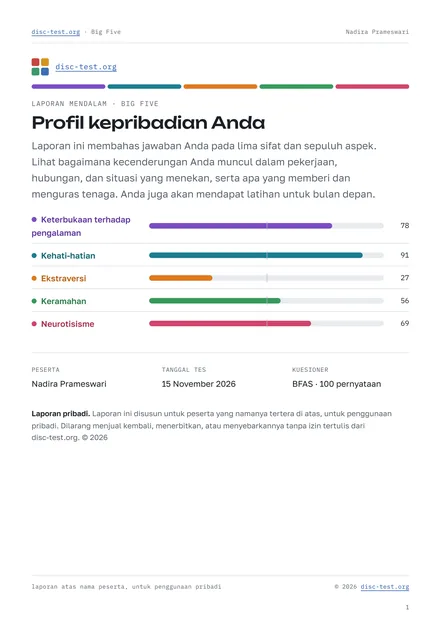 disc-test.org · Big Five
Nadira Prameswari
disc-test.org
LAPORAN MENDALAM · BIG FIVE
Profil kepribadian Anda
Laporan ini membahas jawaban Anda pada lima sifat dan sepuluh aspek.
Lihat bagaimana kecenderungan Anda muncul dalam pekerjaan,
hubungan, dan situasi yang menekan, serta apa yang memberi dan
menguras tenaga. Anda juga akan mendapat latihan untuk bulan depan.
Keterbukaan terhadap
pengalaman
78
Kehati-hatian
91
Ekstraversi
27
Keramahan
56
Neurotisisme
69
PESERTA
Nadira Prameswari
TANGGAL TES
15 November 2026
KUESIONER
BFAS · 100 pernyataan
Laporan pribadi. Laporan ini disusun untuk peserta yang namanya tertera di atas, untuk penggunaan
pribadi. Dilarang menjual kembali, menerbitkan, atau menyebarkannya tanpa izin tertulis dari
disc-test.org. © 2026
laporan atas nama peserta, untuk penggunaan pribadi
© 2026 disc-test.org
1